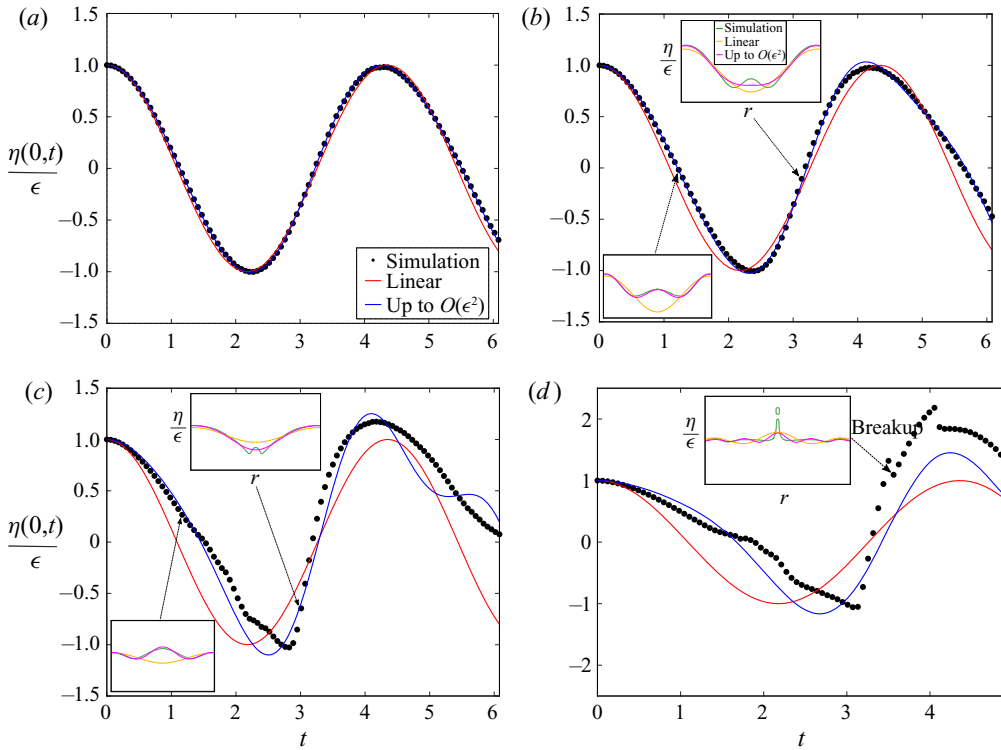 (a)
1.5
1.0
0.5
0
−0.5
−1.0
−1.5
η(0,t)
ϵ
Simulation
Linear
Up to O(ϵ²)
0 1 2 3 4 5 6
(b)
1.5
1.0
0.5
0
−0.5
−1.0
−1.5
η
ϵ
Simulation
Linear
Up to O(ϵ²)
r
0 1 2 3 4 5 6
(c)
1.5
1.0
0.5
0
−0.5
−1.0
−1.5
η(0,t)
ϵ
η
ϵ
r
0 1 2 3 4 5 6
t
(d)
2
1
0
−1
−2
η
ϵ
Breakup
r
0 1 2 3 4
t